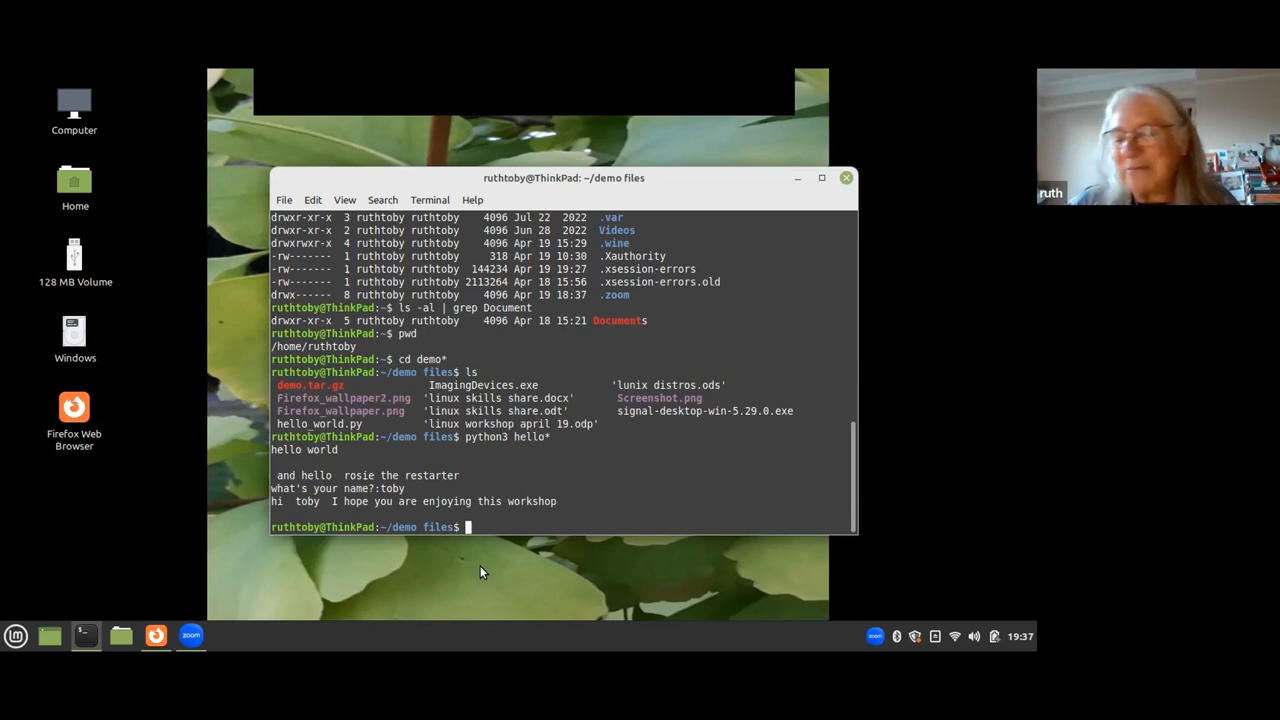 Computer
Home
128 MB Volume
Windows
Firefox Web
Browser
ruthtoby@ThinkPad: ~/demo files
File Edit View Search Terminal Help
drwxr-xr-x 3 ruthtoby ruthtoby 4096 Jul 22 2022 .var
drwxr-xr-x 2 ruthtoby ruthtoby 4096 Jun 28 2022 Videos
drwxrwxr-x 4 ruthtoby ruthtoby 4096 Apr 19 15:29 .wine
-rw------- 1 ruthtoby ruthtoby 318 Apr 19 10:30 .Xauthority
-rw------- 1 ruthtoby ruthtoby 144234 Apr 19 19:27 .xsession-errors
-rw------- 1 ruthtoby ruthtoby 2113264 Apr 18 15:56 .xsession-errors.old
drwx------ 8 ruthtoby ruthtoby 4096 Apr 19 18:37 .zoom
ruthtoby@ThinkPad:~$ ls -al | grep Document
drwxr-xr-x 5 ruthtoby ruthtoby 4096 Apr 18 15:21 Documents
ruthtoby@ThinkPad:~$ pwd
/home/ruthtoby
ruthtoby@ThinkPad:~$ cd demo*
ruthtoby@ThinkPad:~/demo files$ ls
demo.tar.gz ImagingDevices.exe 'lunix distros.ods'
Firefox_wallpaper2.png 'linux skills share.docx' Screenshot.png
Firefox_wallpaper.png 'linux skills share.odt' signal-desktop-win-5.29.0.exe
hello_world.py 'linux workshop april 19.odp'
ruthtoby@ThinkPad:~/demo files$ python3 hello*
hello world
and hello rosie the restarter
what's your name?:toby
hi toby I hope you are enjoying this workshop
ruthtoby@ThinkPad:~/demo files$
ruth
zoom
zoom
19:37